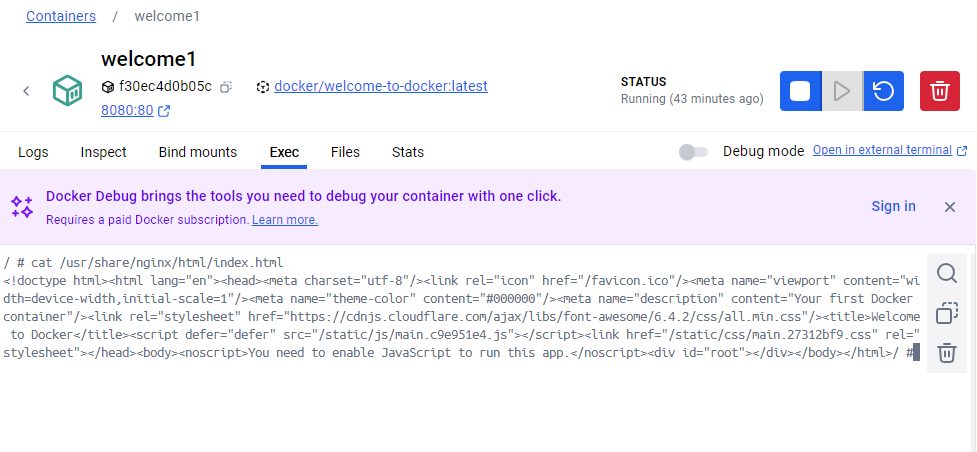 Containers / welcome1
welcome1
f30ec4d0b05c docker/welcome-to-docker:latest
8080:80
STATUS
Running (43 minutes ago)
Logs Inspect Bind mounts Exec Files Stats Debug mode Open in external terminal
Docker Debug brings the tools you need to debug your container with one click.
Requires a paid Docker subscription. Learn more.
Sign in
/ # cat /usr/share/nginx/html/index.html
<!doctype html><html lang="en"><head><meta charset="utf-8"/><link rel="icon" href="/favicon.ico"/><meta name="viewport" content="wi
dth=device-width,initial-scale=1"/><meta name="theme-color" content="#000000"/><meta name="description" content="Your first Docker
container"/><link rel="stylesheet" href="https://cdnjs.cloudflare.com/ajax/libs/font-awesome/6.4.2/css/all.min.css"/><title>Welcome
to Docker</title><script defer="defer" src="/static/js/main.c9e951e4.js"></script><link href="/static/css/main.27312bf9.css" rel="
stylesheet"></head><body><noscript>You need to enable JavaScript to run this app.</noscript><div id="root"></div></body></html>/ #